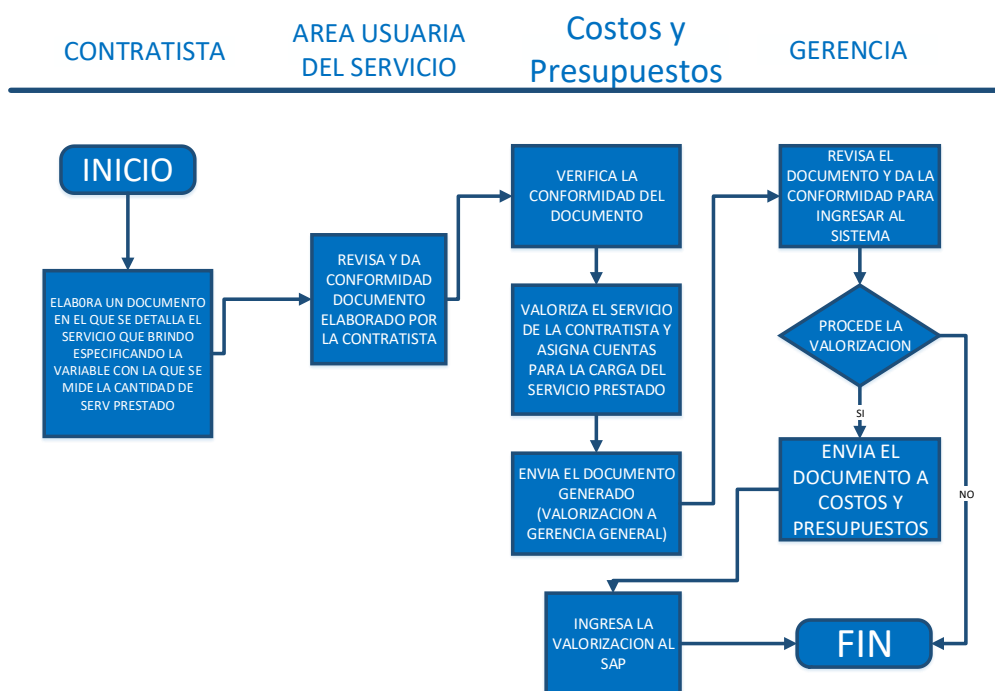 CONTRATISTA
AREA USUARIA
DEL SERVICIO
Costos y
Presupuestos
GERENCIA
INICIO
ELAB0RA UN DOCUMENTO
EN EL QUE SE DETALLA EL
SERVICIO QUE BRINDO
ESPECIFICANDO LA
VARIABLE CON LA QUE SE
MIDE LA CANTIDAD DE
SERV PRESTADO
REVISA Y DA
CONFORMIDAD
DOCUMENTO
ELABORADO POR
LA CONTRATISTA
VERIFICA LA
CONFORMIDAD DEL
DOCUMENTO
VALORIZA EL SERVICIO
DE LA CONTRATISTA Y
ASIGNA CUENTAS
PARA LA CARGA DEL
SERVICIO PRESTADO
ENVIA EL DOCUMENTO
GENERADO
(VALORIZACION A
GERENCIA GENERAL)
REVISA EL
DOCUMENTO Y DA LA
CONFORMIDAD PARA
INGRESAR AL
SISTEMA
PROCEDE LA
VALORIZACION
SI
NO
ENVIA EL
DOCUMENTO A
COSTOS Y
PRESUPUESTOS
INGRESA LA
VALORIZACION AL
SAP
FIN